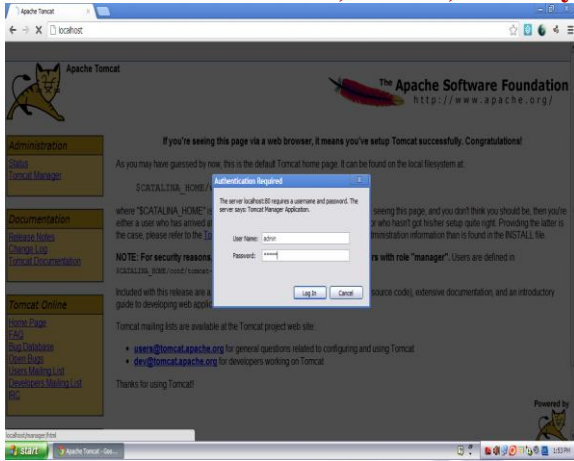 Apache Tomcat
localhost
Apache Tomcat
The Apache Software Foundation
http://www.apache.org/
Administration
Status
Tomcat Manager
Documentation
Release Notes
Change Log
Tomcat Documentation
Tomcat Online
Home Page
FAQ
Bug Database
Open Bugs
Users Mailing List
Developers Mailing List
IRC
If you're seeing this page via a web browser, it means you've setup Tomcat successfully. Congratulations!
As you may have guessed by now, this is the default Tomcat home page. It can be found on the local filesystem at:
$CATALINA_HOME/
where "$CATALINA_HOME" is
seeing this page, and you don't think you should be, then you're
either a user who has arrived at
or who hasn't got his/her setup quite right. Providing the latter is
the case, please refer to the
administration information than is found in the INSTALL file.
NOTE: For security reasons,
rs with role "manager". Users are defined in
$CATALINA_HOME/conf/tomcat-
Included with this release are a
source code), extensive documentation, and an introductory
guide to developing web applic
Authentication Required
The server localhost:80 requires a username and password. The
server says: Tomcat Manager Application.
User Name: admin
Password: *****
Log In Cancel
Tomcat mailing lists are available at the Tomcat project web site:
users@tomcat.apache.org for general questions related to configuring and using Tomcat
dev@tomcat.apache.org for developers working on Tomcat
Thanks for using Tomcat!
Powered by
localhost/manager/html
start
Apache Tomcat - Goo...
1:53 PM